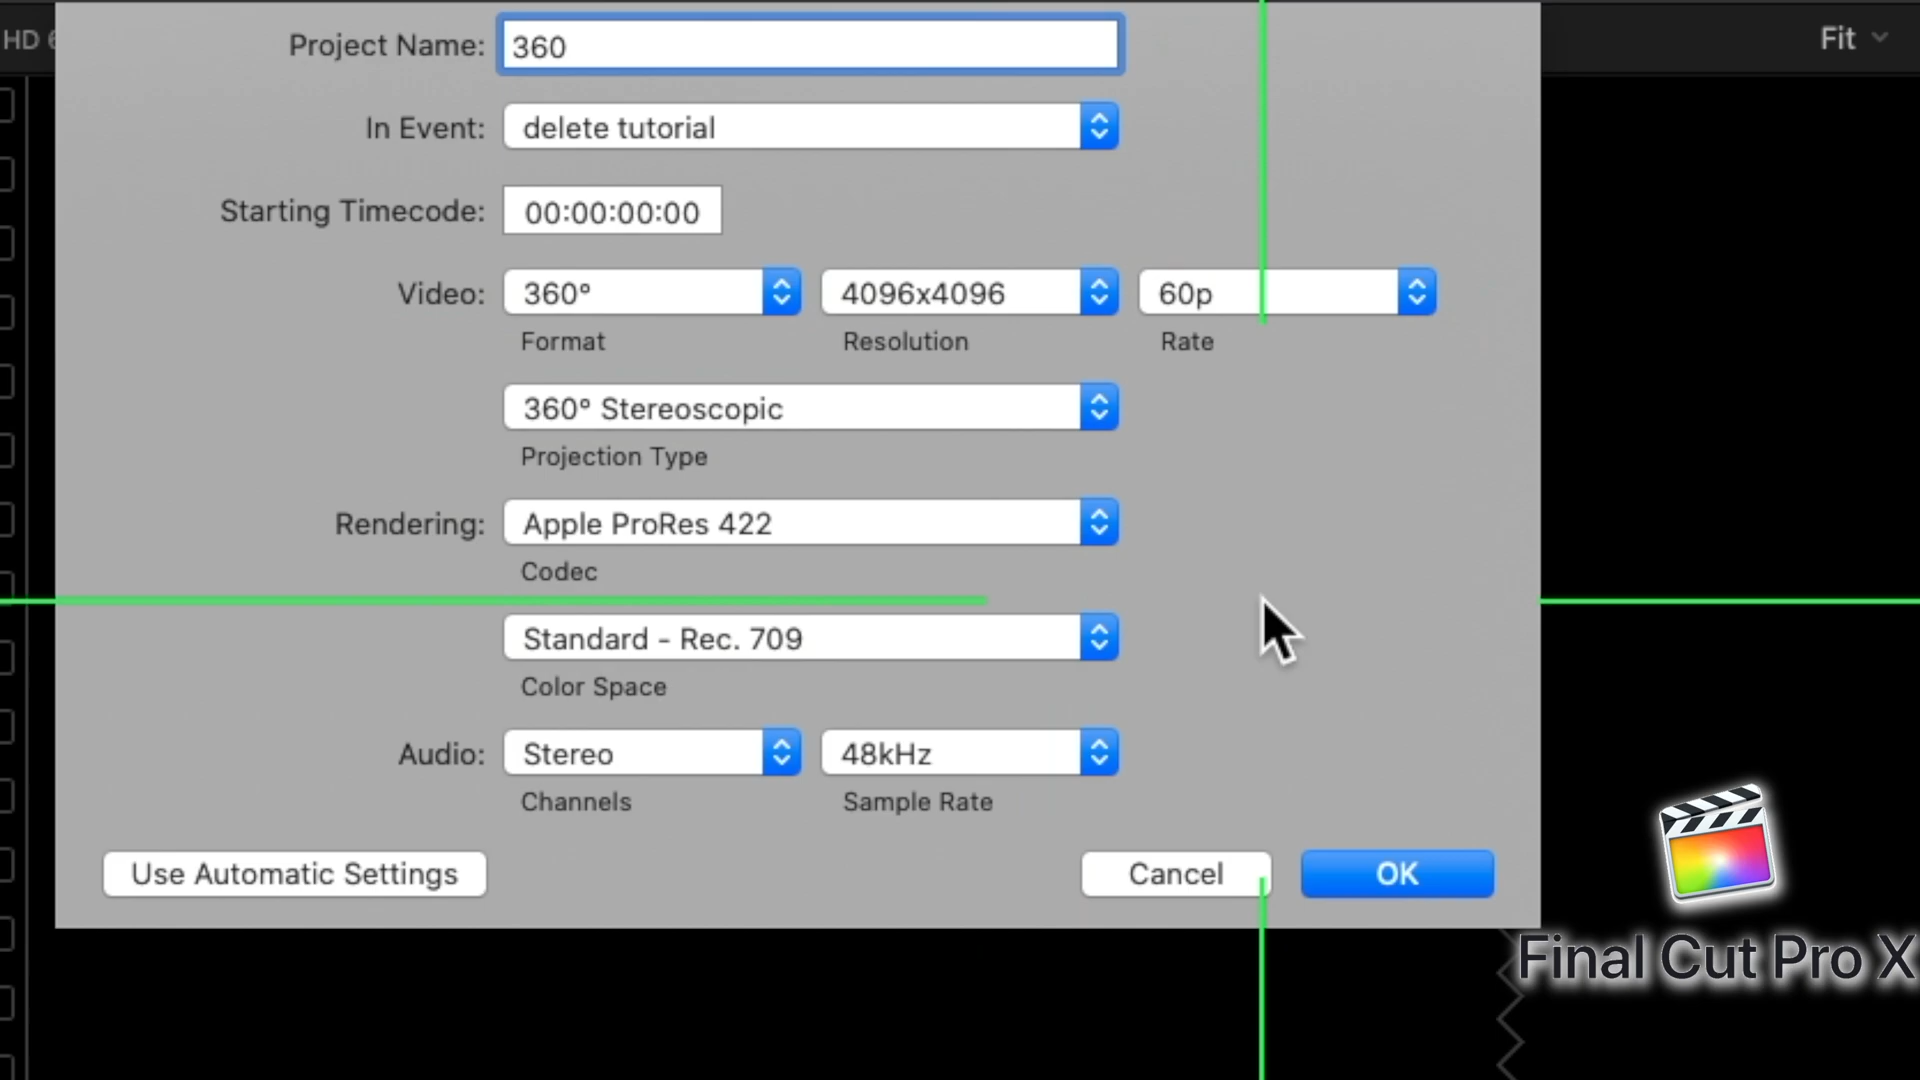 HD
Fit
Project Name: 360
In Event: delete tutorial
Starting Timecode: 00:00:00:00
Video: 360° 4096x4096 60p
Format Resolution Rate
360° Stereoscopic
Projection Type
Rendering: Apple ProRes 422
Codec
Standard - Rec. 709
Color Space
Audio: Stereo 48kHz
Channels Sample Rate
Use Automatic Settings Cancel OK
Final Cut Pro X